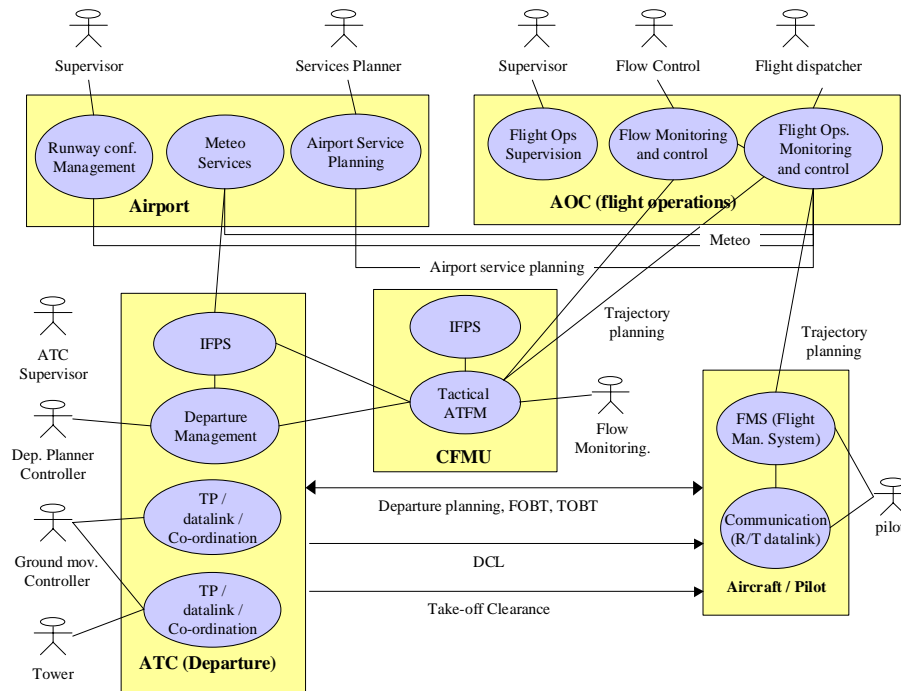 Supervisor
Services Planner
Supervisor
Flow Control
Flight dispatcher
Runway conf.
Management
Meteo
Services
Airport Service
Planning
Airport
Flight Ops
Supervision
Flow Monitoring
and control
Flight Ops.
Monitoring
and control
AOC (flight operations)
Meteo
Airport service planning
ATC
Supervisor
Dep. Planner
Controller
Ground mov.
Controller
Tower
IFPS
Departure
Management
TP /
datalink /
Co-ordination
TP /
datalink /
Co-ordination
ATC (Departure)
IFPS
Tactical
ATFM
CFMU
Trajectory
planning
Flow
Monitoring.
Trajectory
planning
Departure planning, FOBT, TOBT
DCL
Take-off Clearance
FMS (Flight
Man. System)
Communication
(R/T datalink)
Aircraft / Pilot
pilot